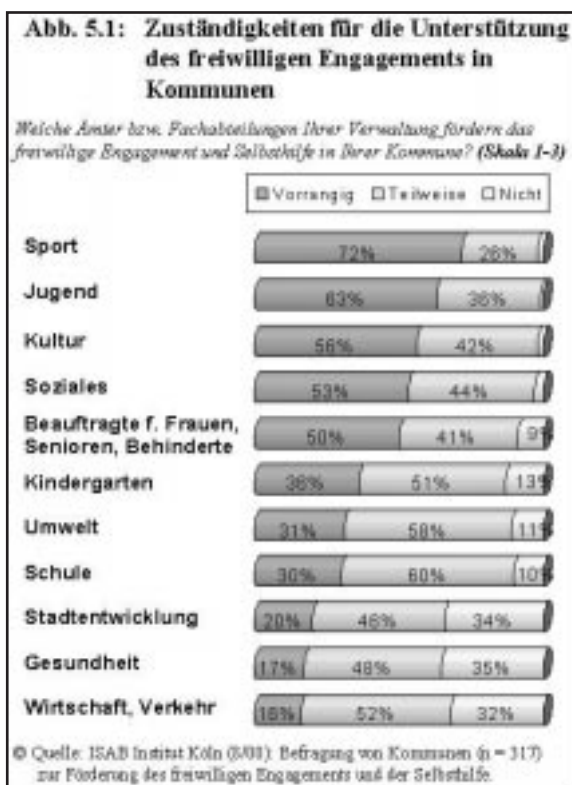 Abb. 5.1: Zuständigkeiten für die Unterstützung
des freiwilligen Engagements in
Kommunen
Welche Ämter bzw. Fachabteilungen Ihrer Verwaltung fördern das
freiwillige Engagement und Selbsthilfe in Ihrer Kommune? (Skala 1-3)
Vorrangig Teilweise Nicht
Sport 72% 26%
Jugend 63% 36%
Kultur 56% 42%
Soziales 53% 44%
Beauftragte f. Frauen,
Senioren, Behinderte 50% 41% 9%
Kindergarten 36% 51% 13%
Umwelt 31% 58% 11%
Schule 30% 60% 10%
Stadtentwicklung 20% 46% 34%
Gesundheit 17% 48% 35%
Wirtschaft, Verkehr 16% 52% 32%
© Quelle: ISAB Institut Köln Befragung von Kommunen (n = 317)
zur Förderung des freiwilligen Engagements und der Selbsthilfe.